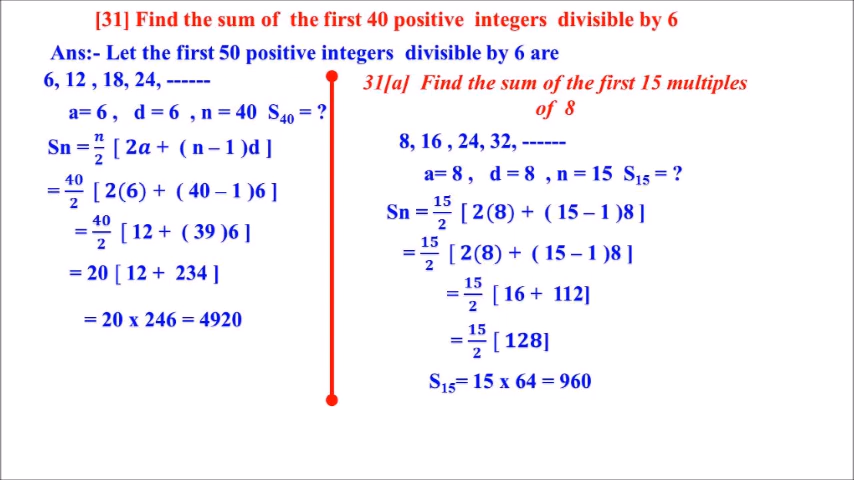 [31] Find the sum of the first 40 positive integers divisible by 6
Ans:- Let the first 50 positive integers divisible by 6 are
6, 12 , 18, 24, ------
a= 6 , d = 6 , n = 40 S₄₀ = ?
Sn = n/2 [ 2a + ( n – 1 )d ]
= 40/2 [ 2(6) + ( 40 – 1 )6 ]
= 40/2 [ 12 + ( 39 )6 ]
= 20 [ 12 + 234 ]
= 20 x 246 = 4920
31[a] Find the sum of the first 15 multiples
of 8
8, 16 , 24, 32, ------
a= 8 , d = 8 , n = 15 S₁₅ = ?
Sn = 15/2 [ 2(8) + ( 15 – 1 )8 ]
= 15/2 [ 2(8) + ( 15 – 1 )8 ]
= 15/2 [ 16 + 112]
= 15/2 [ 128]
S₁₅= 15 x 64 = 960